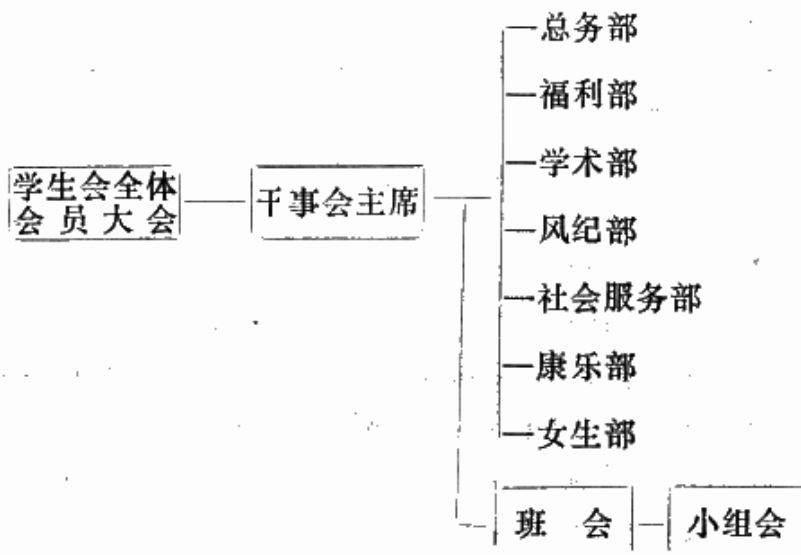 学生会全体
会员大会
干事会主席
总务部
福利部
学术部
风纪部
社会服务部
康乐部
女生部
班会
小组会